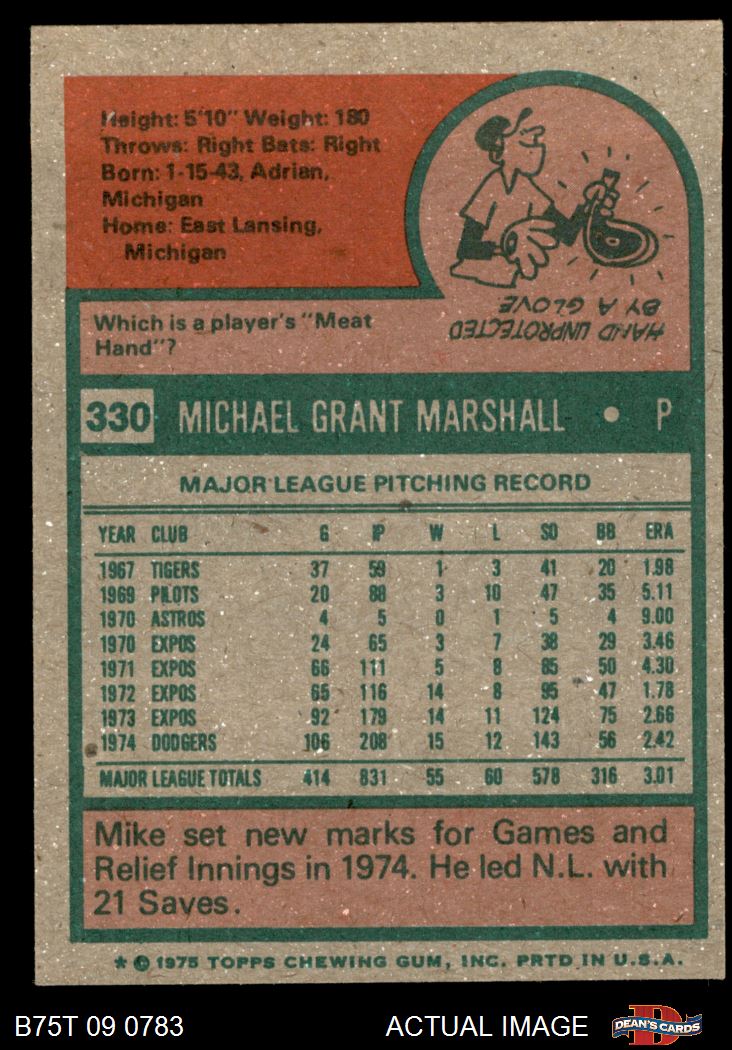 Height: 5'10" Weight: 180
Throws: Right Bats: Right
Born: 1-15-43, Adrian,
Michigan
Home: East Lansing,
Michigan
Which is a player's "Meat
Hand"?
HAND UNPROTECTED
BY A GLOVE
330 MICHAEL GRANT MARSHALL • P
MAJOR LEAGUE PITCHING RECORD
YEAR CLUB G IP W L SO BB ERA
1967 TIGERS 37 59 1 3 41 20 1.98
1969 PILOTS 20 88 3 10 47 35 5.11
1970 ASTROS 4 5 0 1 5 4 9.00
1970 EXPOS 24 65 3 7 38 29 3.46
1971 EXPOS 66 111 5 8 85 50 4.30
1972 EXPOS 65 116 14 8 95 47 1.78
1973 EXPOS 92 179 14 11 124 75 2.66
1974 DODGERS 106 208 15 12 143 56 2.42
MAJOR LEAGUE TOTALS 414 831 55 60 578 316 3.01
Mike set new marks for Games and
Relief Innings in 1974. He led N.L. with
21 Saves.
* © 1975 TOPPS CHEWING GUM, INC. PRTD IN U.S.A.
B75T 09 0783 ACTUAL IMAGE
D
DEAN'S CARDS